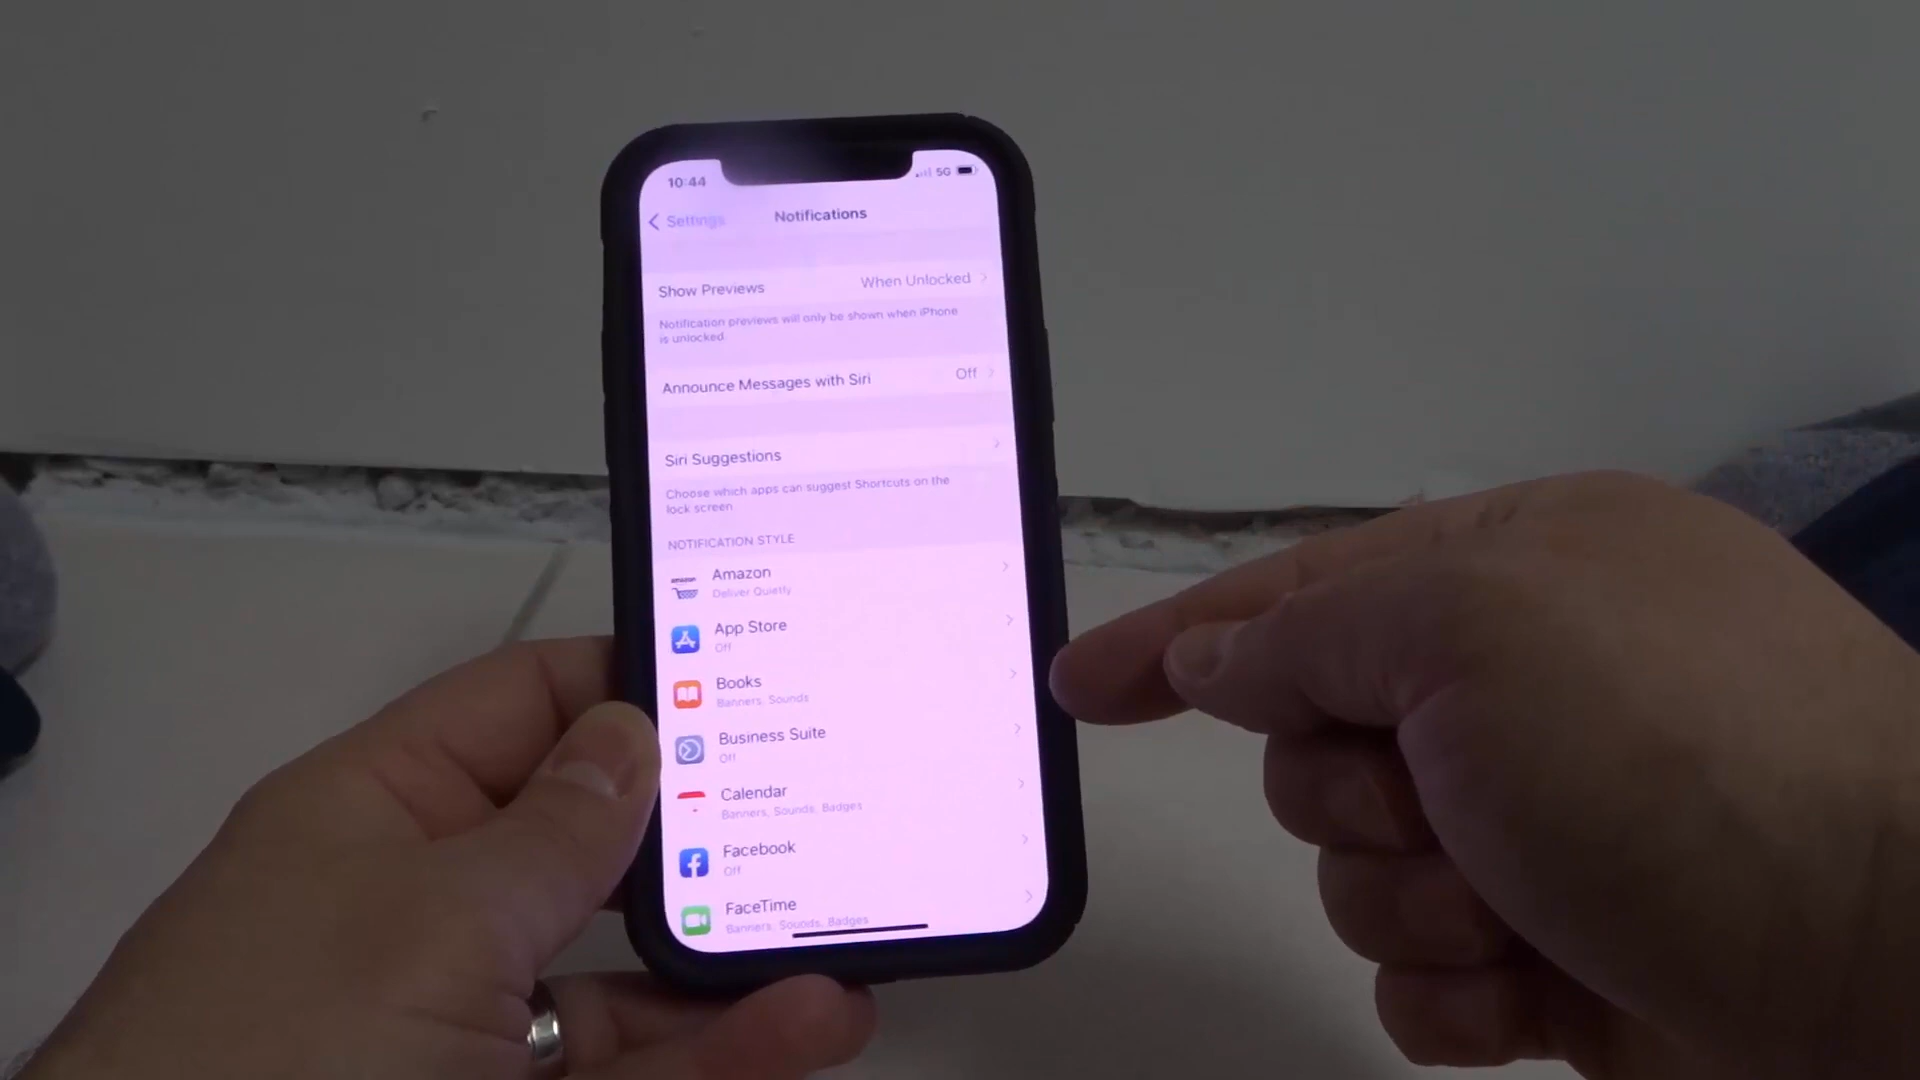 10:44 5G
Settings Notifications
Show Previews When Unlocked
Notification previews will only be shown when iPhone
is unlocked
Announce Messages with Siri Off
Siri Suggestions
Choose which apps can suggest Shortcuts on the
lock screen
NOTIFICATION STYLE
amazon
Amazon
Deliver Quietly
App Store
Off
Books
Banners, Sounds
Business Suite
Off
Calendar
Banners, Sounds, Badges
Facebook
Off
FaceTime
Banners, Sounds, Badges